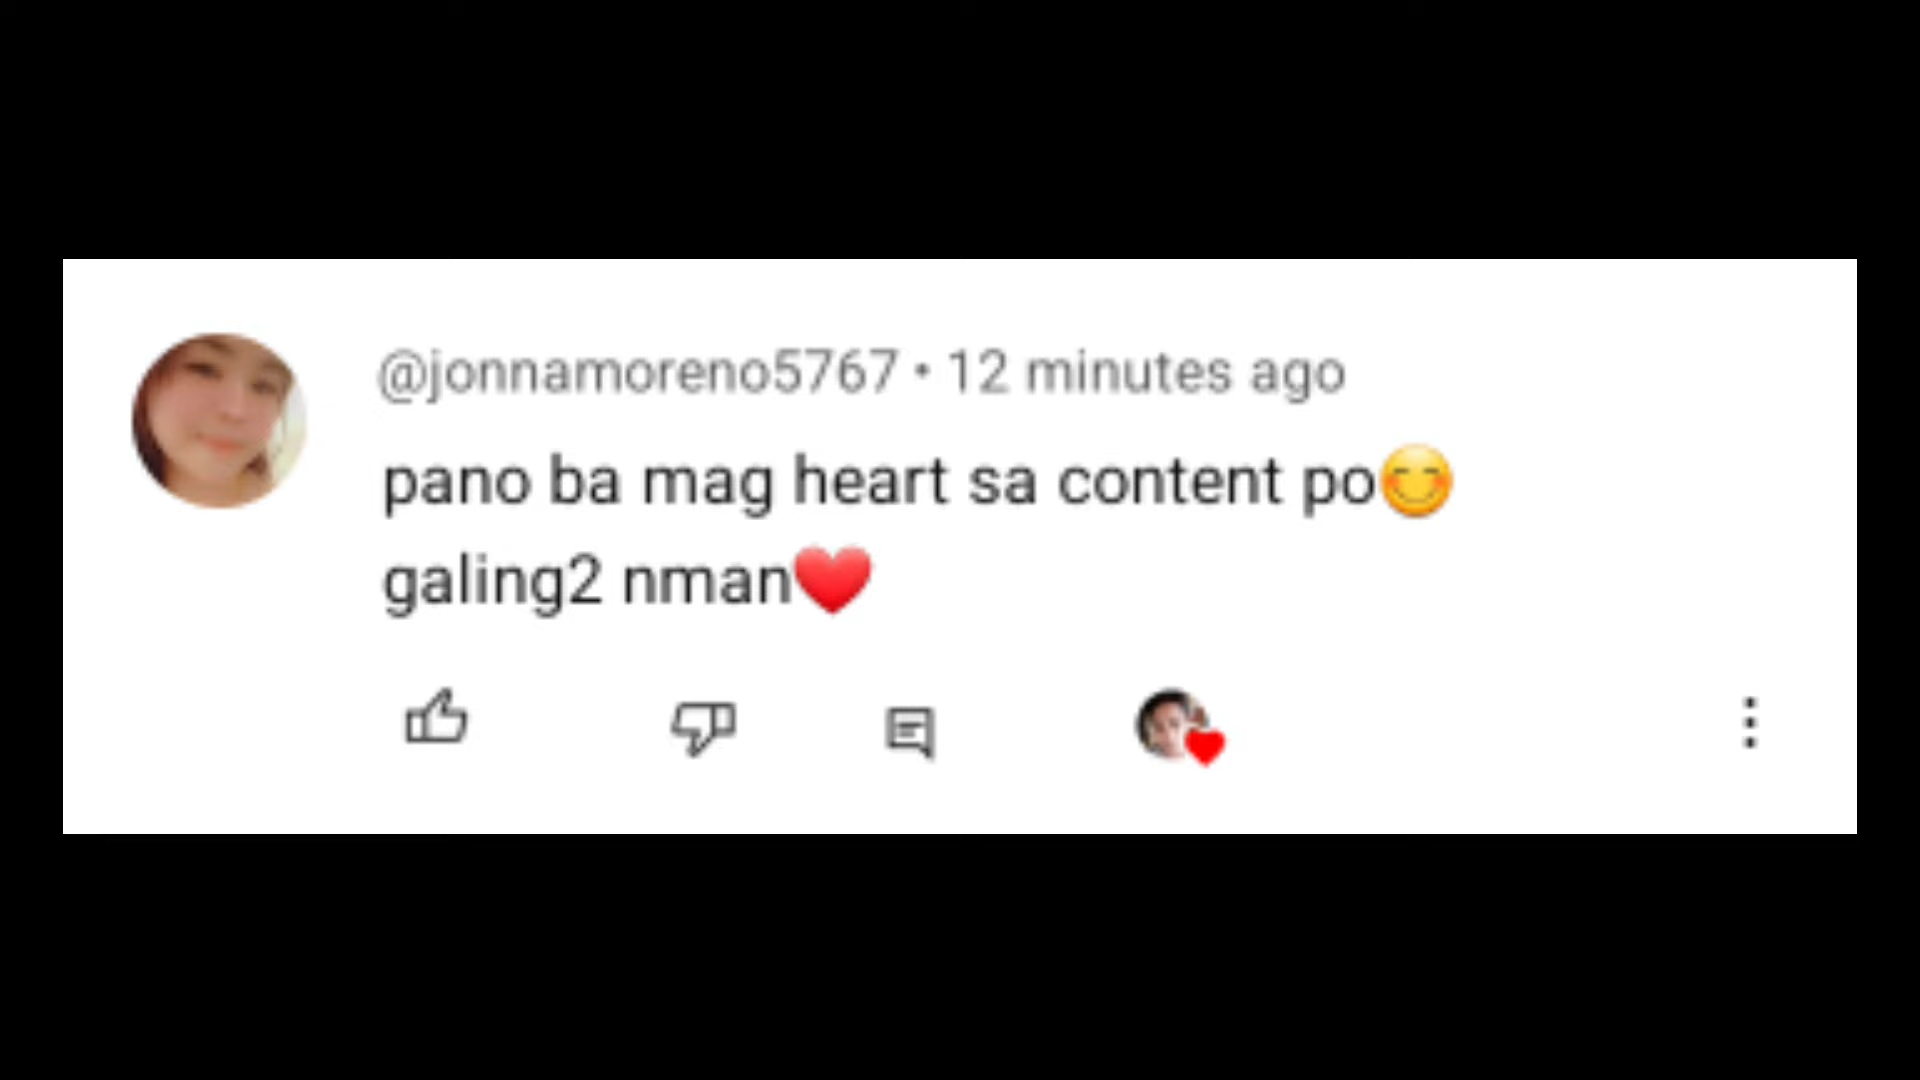 @jonnamoreno5767 • 12 minutes ago
pano ba mag heart sa content po😊
galing2 nman❤️